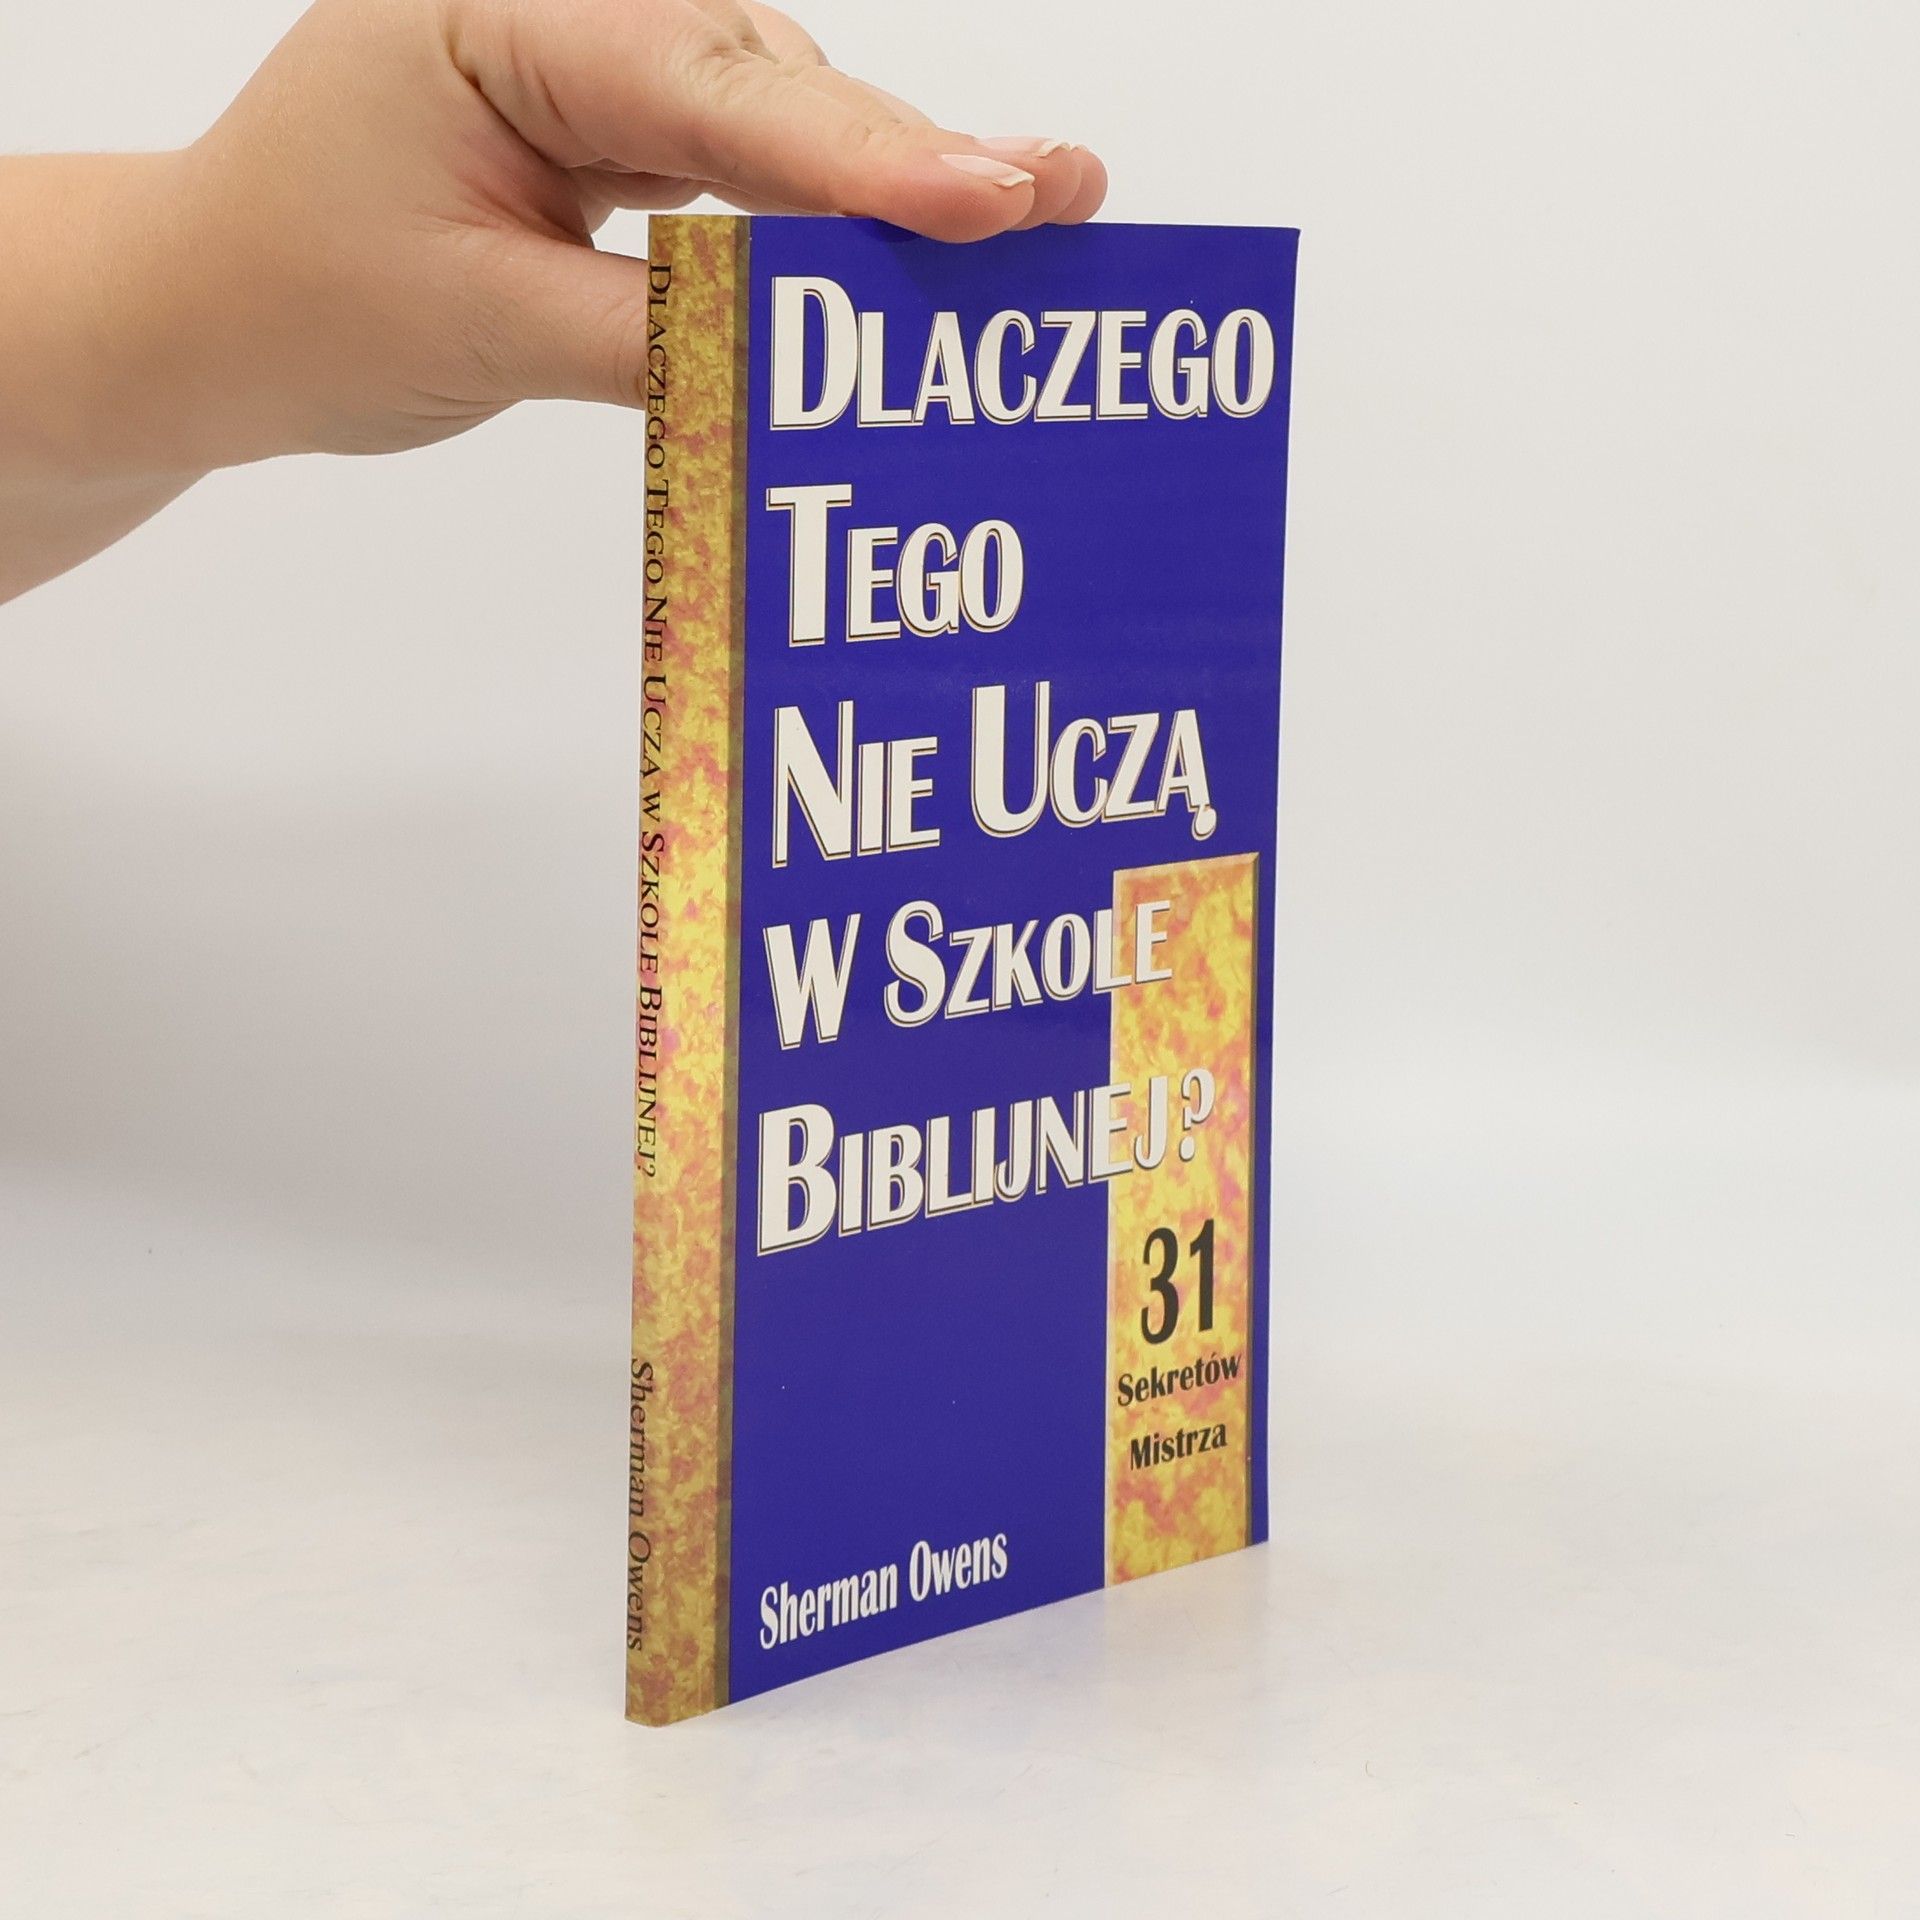 Dlaczego Tego Nie Uczą w Szkole Biblijnej? Sherman Owens
Dlaczego
Tego
Nie Uczą
w Szkole
Biblijnej?
31
Sekretów
Mistrza
Sherman Owens